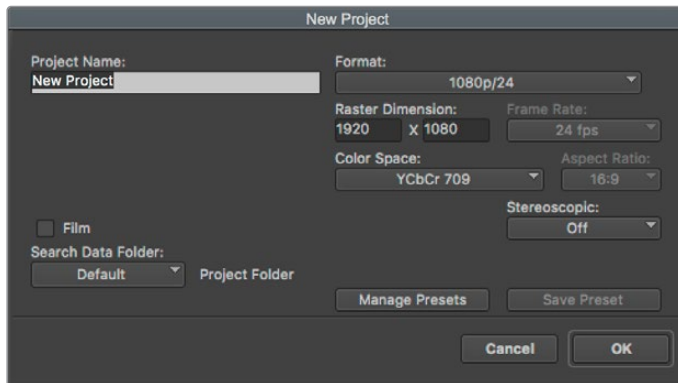 New Project
Project Name:
New Project
Format:
1080p/24
Raster Dimension:
Frame Rate:
1920 X 1080
24 fps
Color Space:
Aspect Ratio:
YCbCr 709
16:9
Stereoscopic:
Off
Film
Search Data Folder:
Default
Project Folder
Manage Presets
Save Preset
Cancel
OK